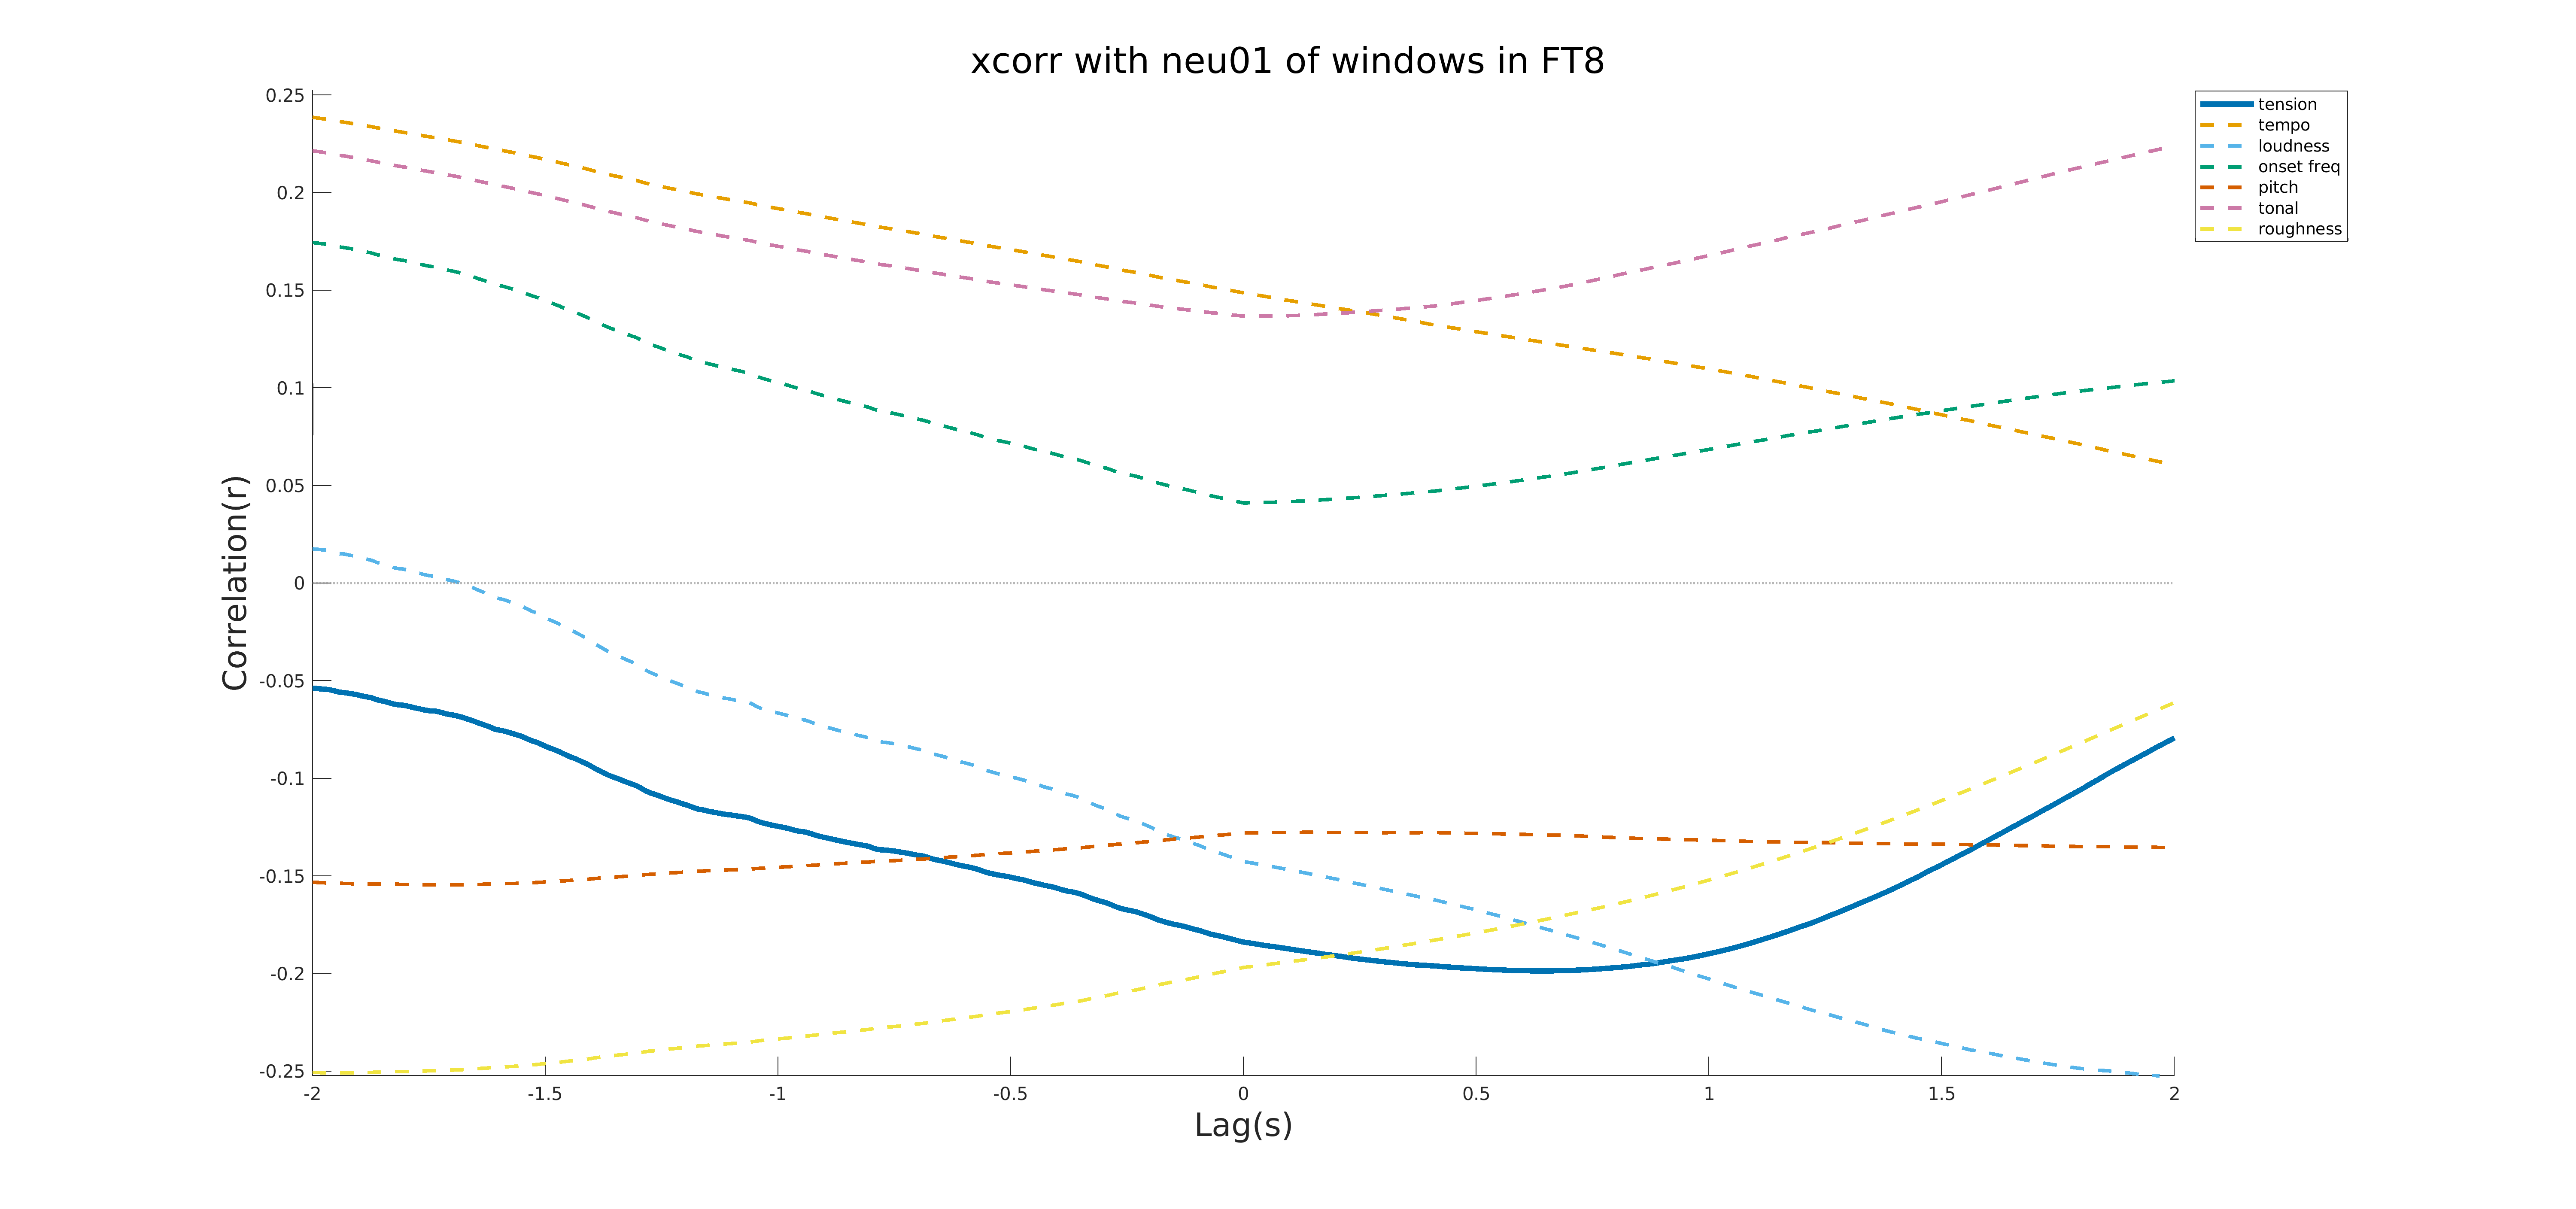 xcorr with neu01 of windows in FT8
0.25
0.2
0.15
0.1
0.05
0
-0.05
-0.1
-0.15
-0.2
-0.25
Correlation(r)
-2
-1.5
-1
-0.5
0
0.5
1
1.5
2
Lag(s)
tension
tempo
loudness
onset freq
pitch
tonal
roughness